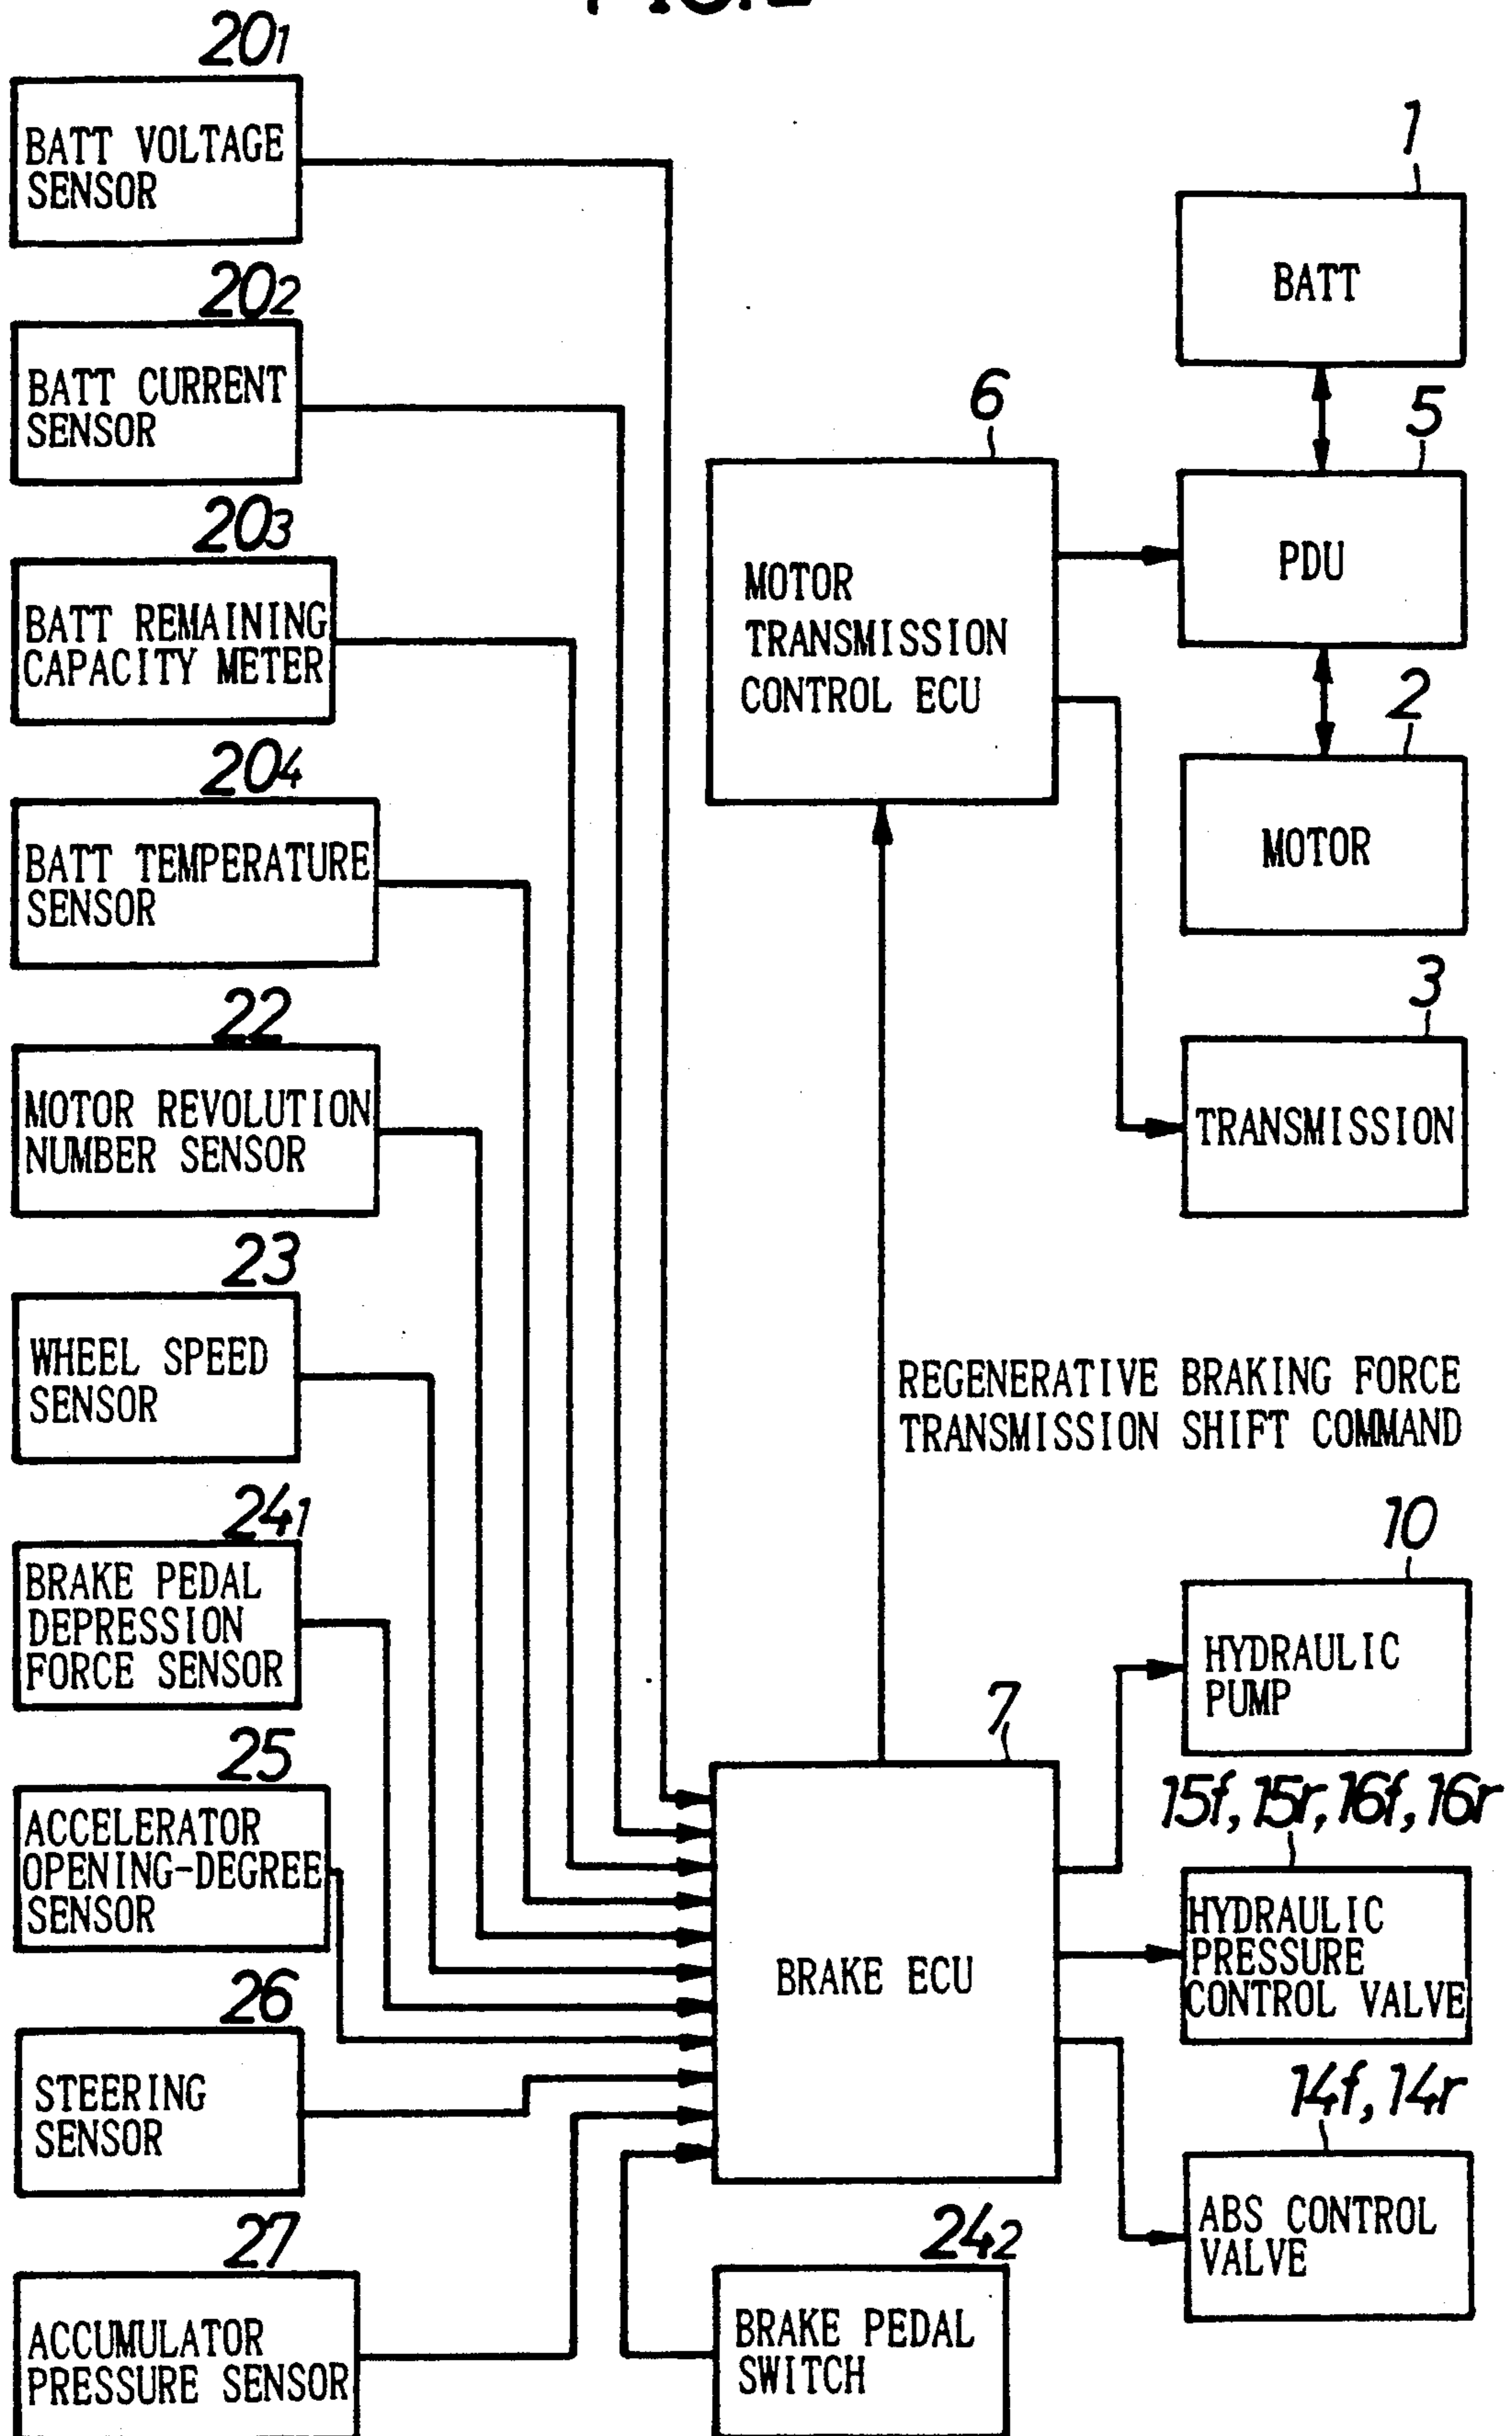 FIG.2
20₁
BATT VOLTAGE
SENSOR
20₂
BATT CURRENT
SENSOR
20₃
BATT REMAINING
CAPACITY METER
20₄
BATT TEMPERATURE
SENSOR
22
MOTOR REVOLUTION
NUMBER SENSOR
23
WHEEL SPEED
SENSOR
24₁
BRAKE PEDAL
DEPRESSION
FORCE SENSOR
25
ACCELERATOR
OPENING-DEGREE
SENSOR
26
STEERING
SENSOR
27
ACCUMULATOR
PRESSURE SENSOR
6
MOTOR
TRANSMISSION
CONTROL ECU
7
BRAKE ECU
24₂
BRAKE PEDAL
SWITCH
1
BATT
5
PDU
2
MOTOR
3
TRANSMISSION
REGENERATIVE BRAKING FORCE
TRANSMISSION SHIFT COMMAND
10
HYDRAULIC
PUMP
15f, 15r, 16f, 16r
HYDRAULIC
PRESSURE
CONTROL VALVE
14f, 14r
ABS CONTROL
VALVE